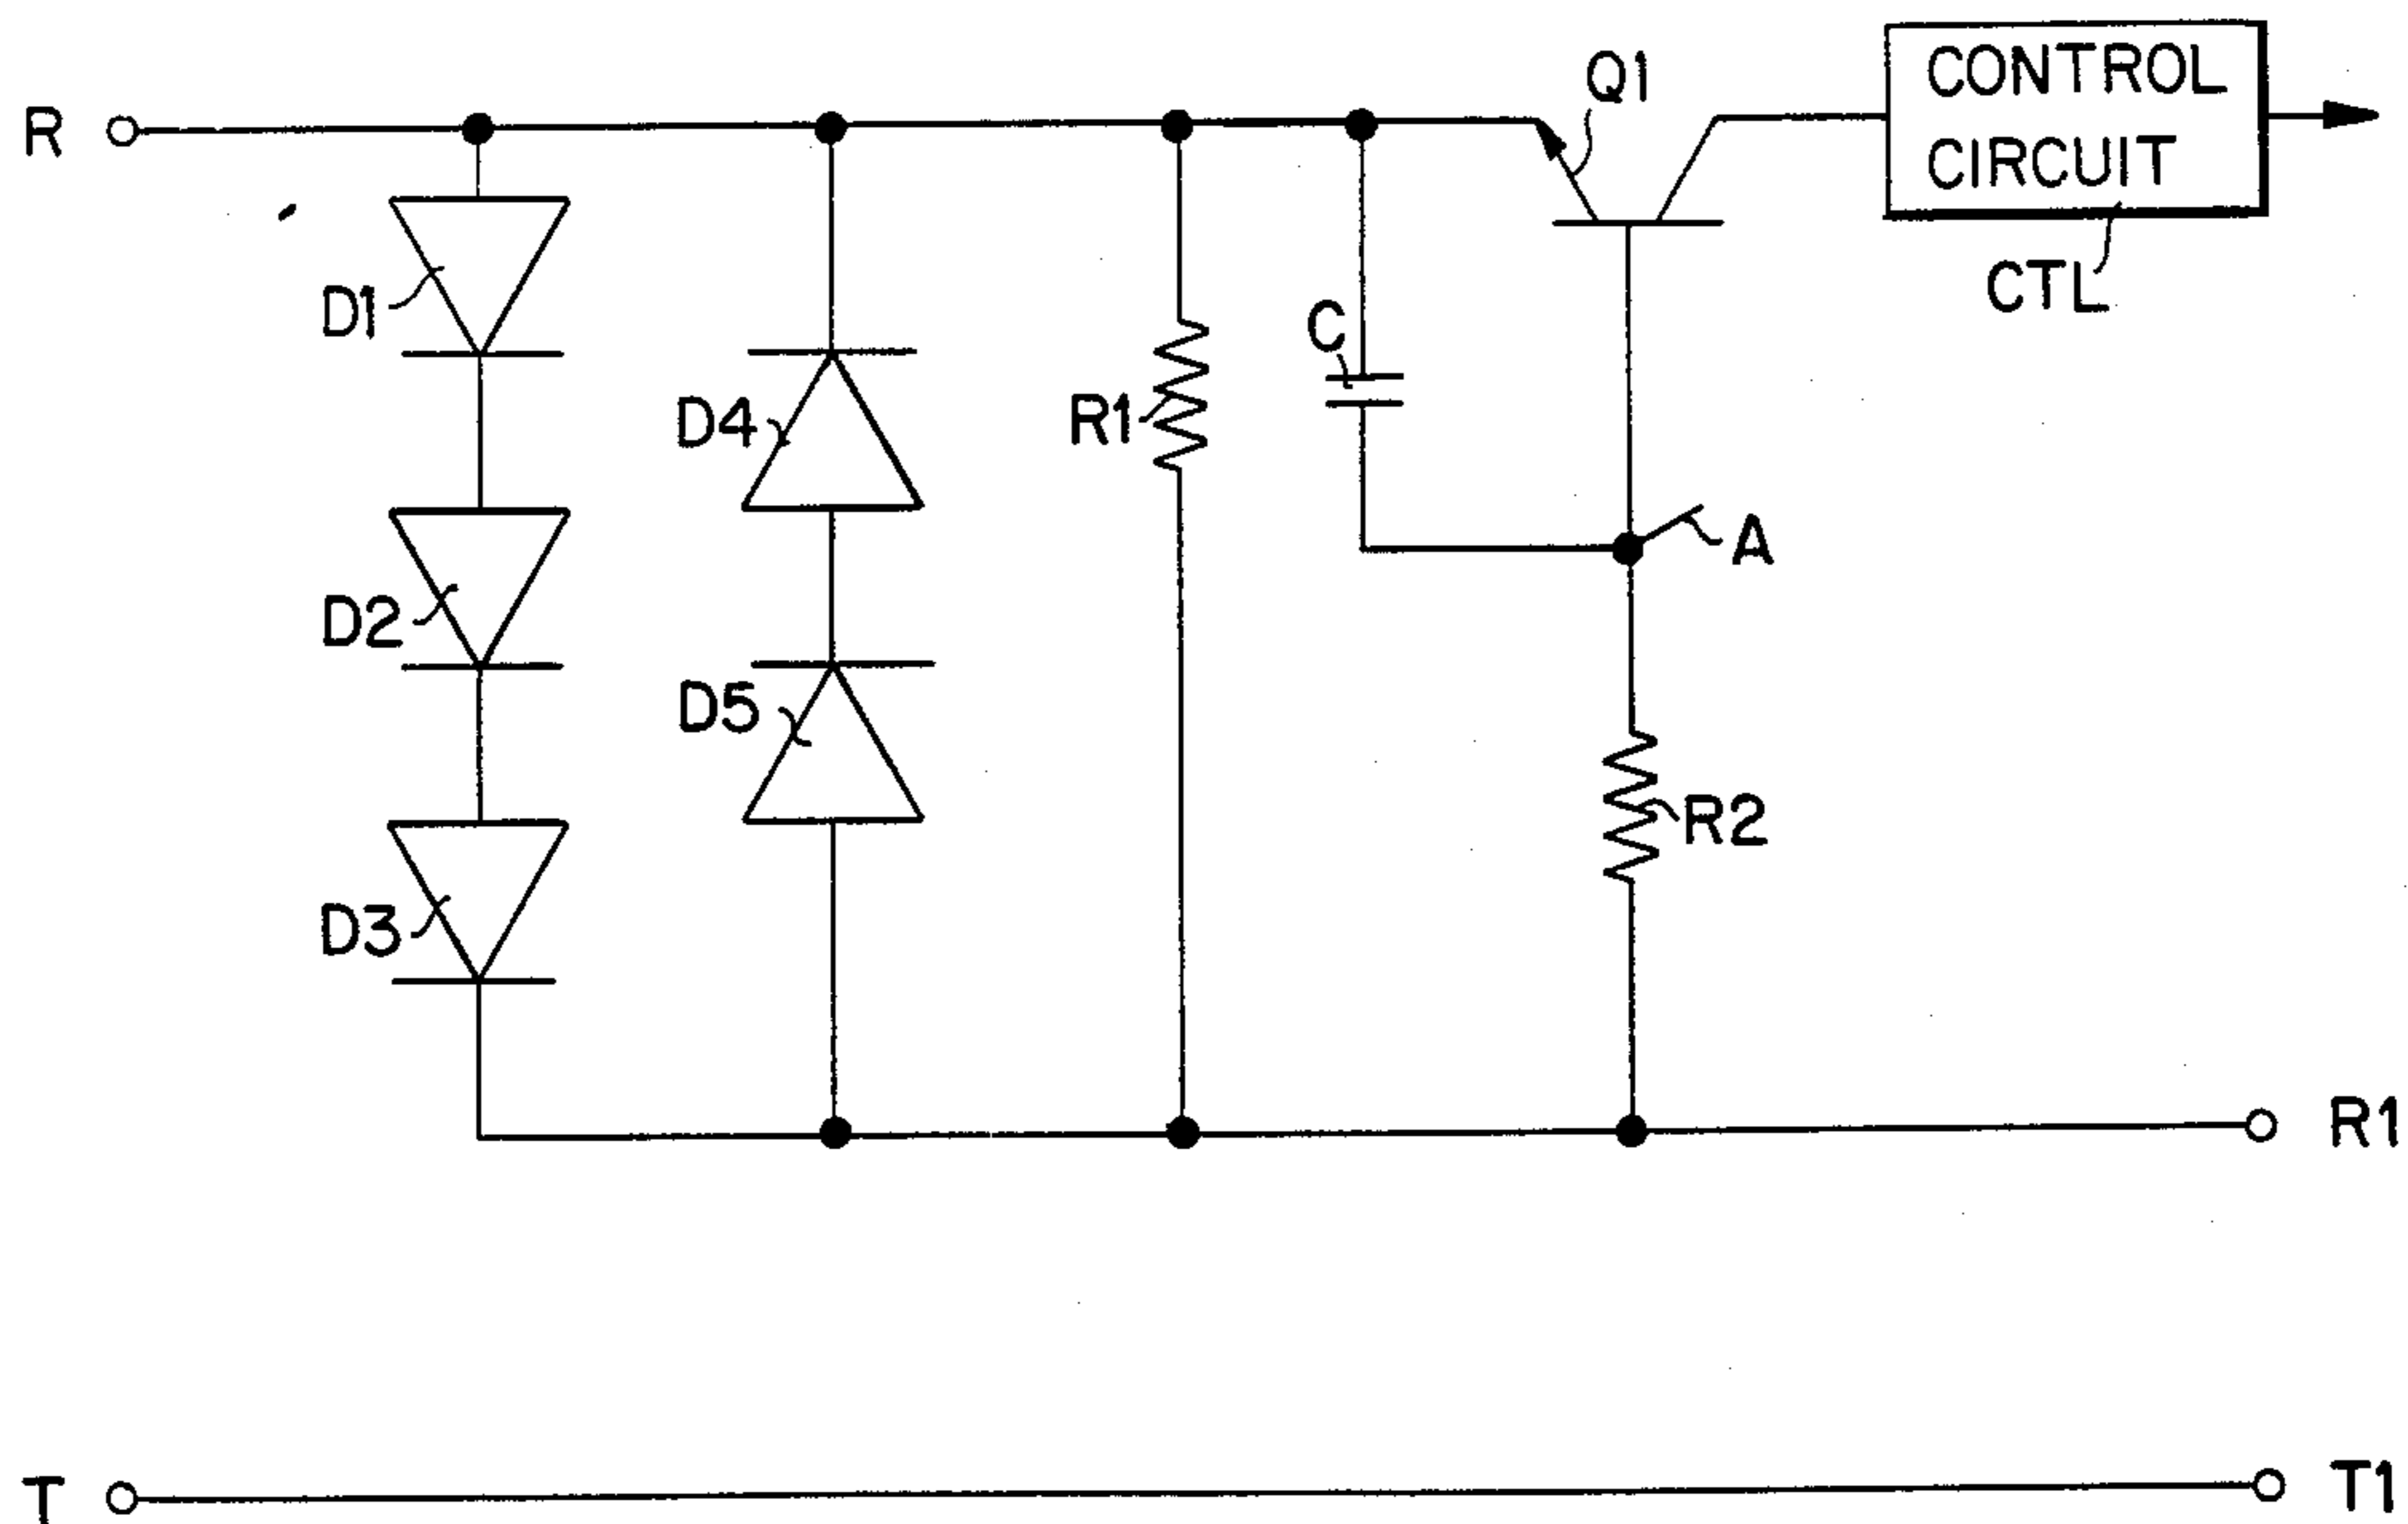 R
Q1
CONTROL
CIRCUIT
CTL
D1
C
D4
R1
A
D2
D5
R2
D3
R1
T
T1